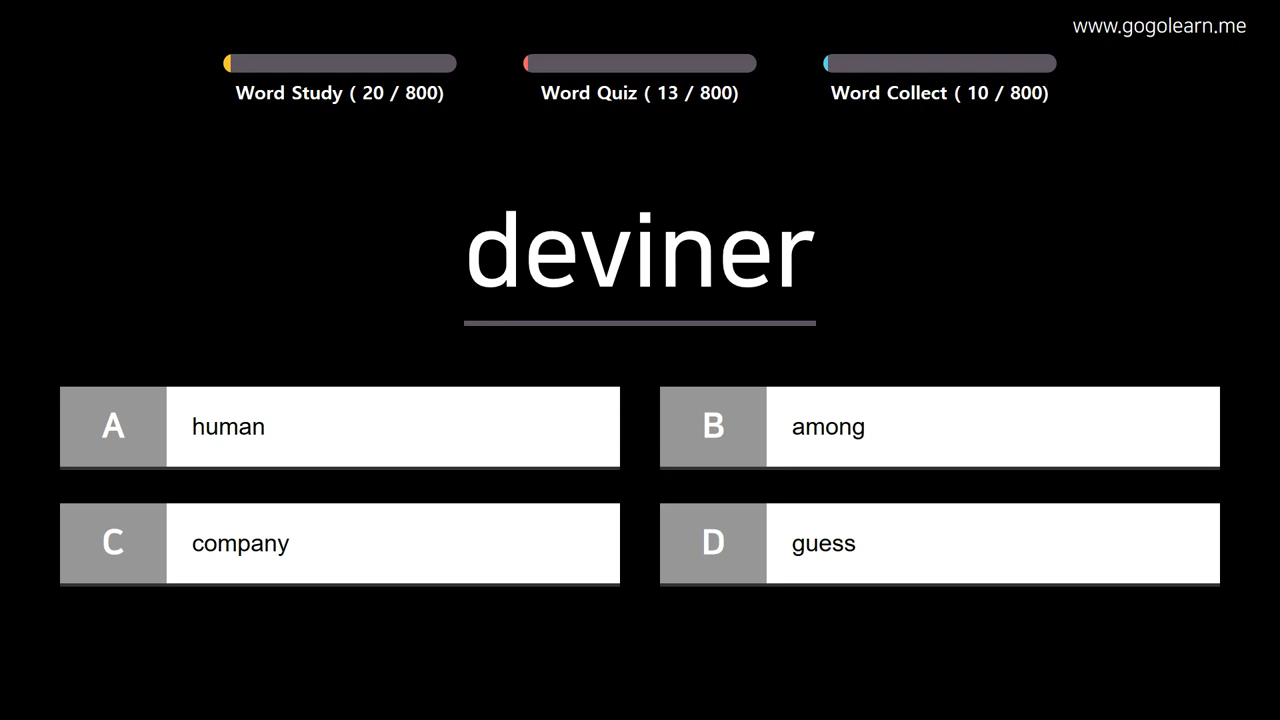 www.gogolearn.me
Word Study ( 20 / 800)
Word Quiz ( 13 / 800)
Word Collect ( 10 / 800)
deviner
A human
B among
C company
D guess